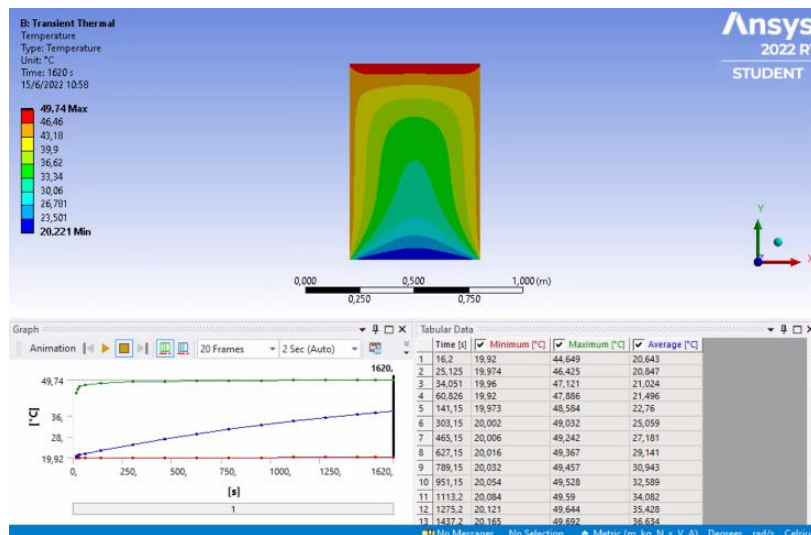 B: Transient Thermal
Temperature
Type: Temperature
Unit: °C
Time: 1620 s
15/6/2022 10:58
49,74 Max
46,46
43,18
39,9
36,62
33,34
30,06
26,781
23,501
20,221 Min
Ansys
2022 R
STUDENT
Y
X
0,000 0,500 1,000 (m)
0,250 0,750
Graph
Animation 20 Frames 2 Sec (Auto)
1620,
49,74
36,
28,
19,92
[°C]
0, 250, 500, 750, 1000, 1250, 1620,
[s]
1
Tabular Data
Time [s] Minimum [°C] Maximum [°C] Average [°C]
1 16,2 19,92 44,649 20,643
2 25,125 19,974 46,425 20,847
3 34,051 19,96 47,121 21,024
4 60,826 19,92 47,886 21,496
5 141,15 19,973 48,584 22,76
6 303,15 20,002 49,032 25,059
7 465,15 20,006 49,242 27,181
8 627,15 20,016 49,367 29,141
9 789,15 20,032 49,457 30,943
10 951,15 20,054 49,528 32,589
11 1113,2 20,084 49,59 34,082
12 1275,2 20,121 49,644 35,428
13 1437,2 20,165 49,692 36,634
No Messages No Selection Metric (m, kg, N, s, V, A) Degrees rad/s Celsiu